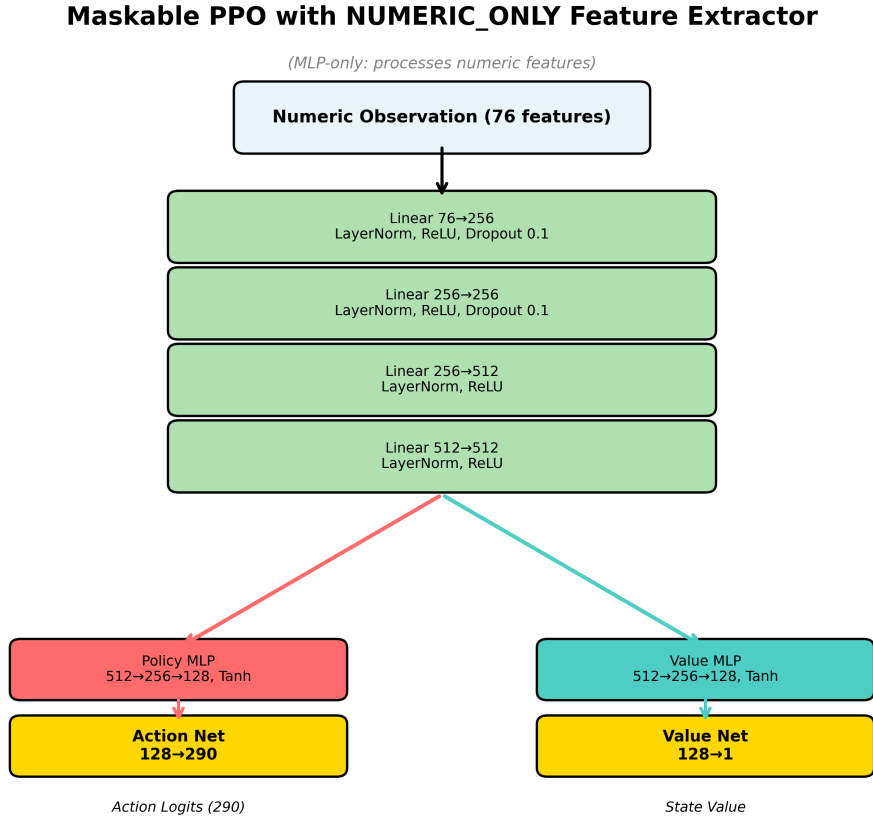 Maskable PPO with NUMERIC_ONLY Feature Extractor
(MLP-only: processes numeric features)
Numeric Observation (76 features)
Linear 76→256
LayerNorm, ReLU, Dropout 0.1
Linear 256→256
LayerNorm, ReLU, Dropout 0.1
Linear 256→512
LayerNorm, ReLU
Linear 512→512
LayerNorm, ReLU
Policy MLP
512→256→128, Tanh
Value MLP
512→256→128, Tanh
Action Net
128→290
Value Net
128→1
Action Logits (290)
State Value